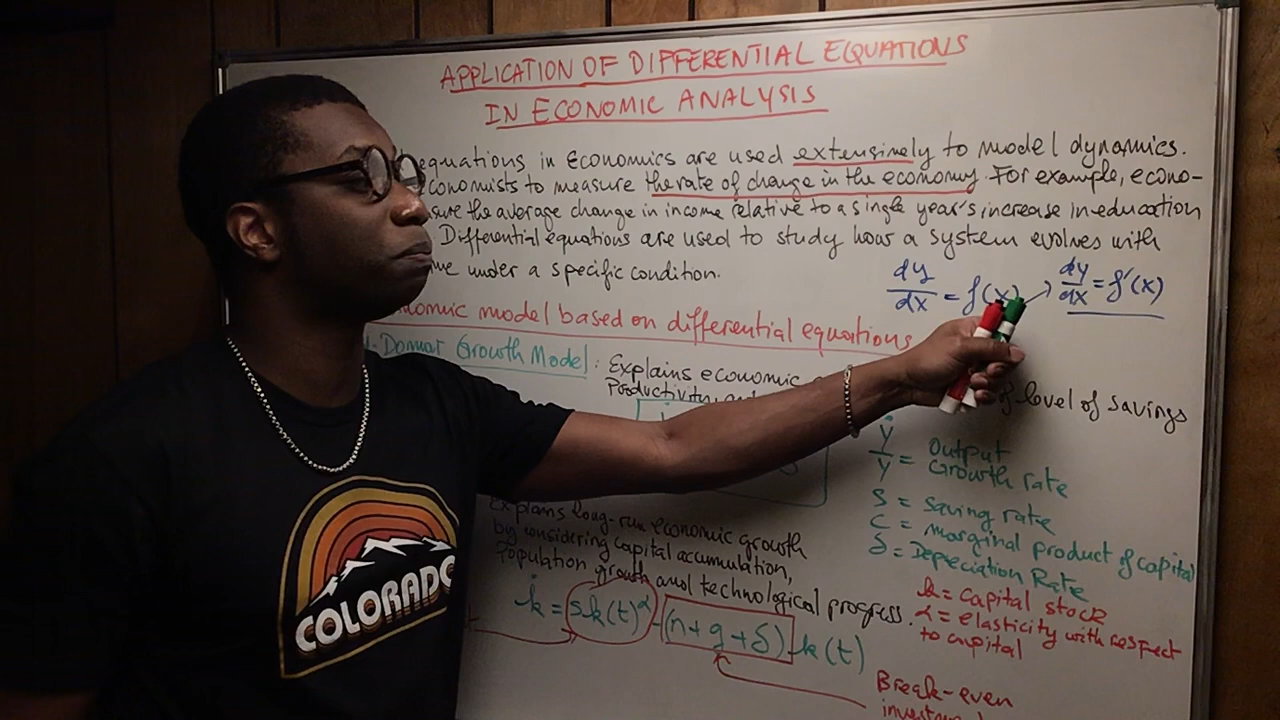 APPLICATION OF DIFFERENTIAL EQUATIONS
IN ECONOMIC ANALYSIS
equations in Economics are used extensively to model dynamics.
conomists to measure the rate of change in the economy. For example, econo-
sure the average change in income relative to a single year's increase in education
Differential equations are used to study how a system evolves with
me under a specific condition.
dy/dx = f(x) → dy/dx = f'(x)
nomic model based on differential equations
-Domar Growth Model: Explains economic
Productivity, of level of savings
Ẏ/Y = Output Growth rate
S = saving rate
C = marginal product of capital
δ = Depreciation Rate
Explains long-run economic growth
by considering capital accumulation,
Population growth and technological progress.
k̇ = sk(t)^α - (n+g+δ) k(t)
k = capital stock
α = elasticity with respect
to capital
Break-even
COLORADO